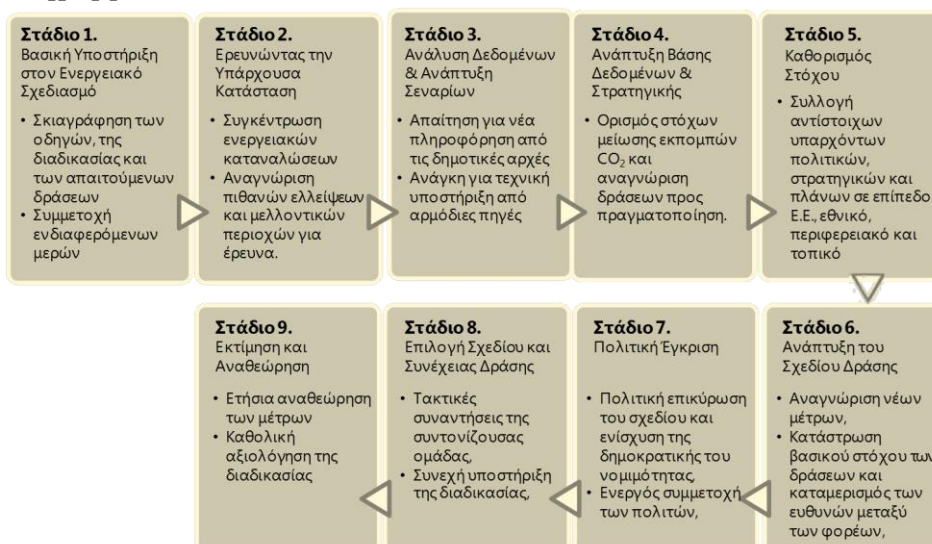 Στάδιο 1.
Βασική Υποστήριξη
στον Ενεργειακό
Σχεδιασμό
• Σκιαγράφηση των
οδηγών, της
διαδικασίας και
των απαιτούμενων
δράσεων
• Συμμετοχή
ενδιαφερόμενων
μερών
Στάδιο 2.
Ερευνώντας την
Υπάρχουσα
Κατάσταση
• Συγκέντρωση
ενεργειακών
καταναλώσεων
• Αναγνώριση
πιθανών ελλείψεων
και μελλοντικών
περιοχών για
έρευνα.
Στάδιο 3.
Ανάλυση Δεδομένων
& Ανάπτυξη
Σεναρίων
• Απαίτηση για νέα
πληροφόρηση από
τις δημοτικές αρχές
• Ανάγκη για τεχνική
υποστήριξη από
αρμόδιες πηγές
Στάδιο 4.
Ανάπτυξη Βάσης
Δεδομένων &
Στρατηγικής
• Ορισμός στόχων
μείωσης εκπομπών
CO₂ και
αναγνώριση
δράσεων προς
πραγματοποίηση.
Στάδιο 5.
Καθορισμός
Στόχου
• Συλλογή
αντίστοιχων
υπαρχόντων
πολιτικών,
στρατηγικών και
πλάνων σε επίπεδο
Ε.Ε., εθνικό,
περιφερειακό και
τοπικό
Στάδιο 6.
Ανάπτυξη του
Σχεδίου Δράσης
• Αναγνώριση νέων
μέτρων,
• Κατάστρωση
βασικού στόχου των
δράσεων και
καταμερισμός των
ευθυνών μεταξύ
των φορέων,
Στάδιο 7.
Πολιτική Έγκριση
• Πολιτική επικύρωση
του σχεδίου και
ενίσχυση της
δημοκρατικής του
νομιμότητας,
• Ενεργός συμμετοχή
των πολιτών,
Στάδιο 8.
Επιλογή Σχεδίου και
Συνέχειας Δράσης
• Τακτικές
συναντήσεις της
συντονίζουσας
ομάδας,
• Συνεχή υποστήριξη
της διαδικασίας,
Στάδιο 9.
Εκτίμηση και
Αναθεώρηση
• Ετήσια αναθεώρηση
των μέτρων
• Καθολική
αξιολόγηση της
διαδικασίας